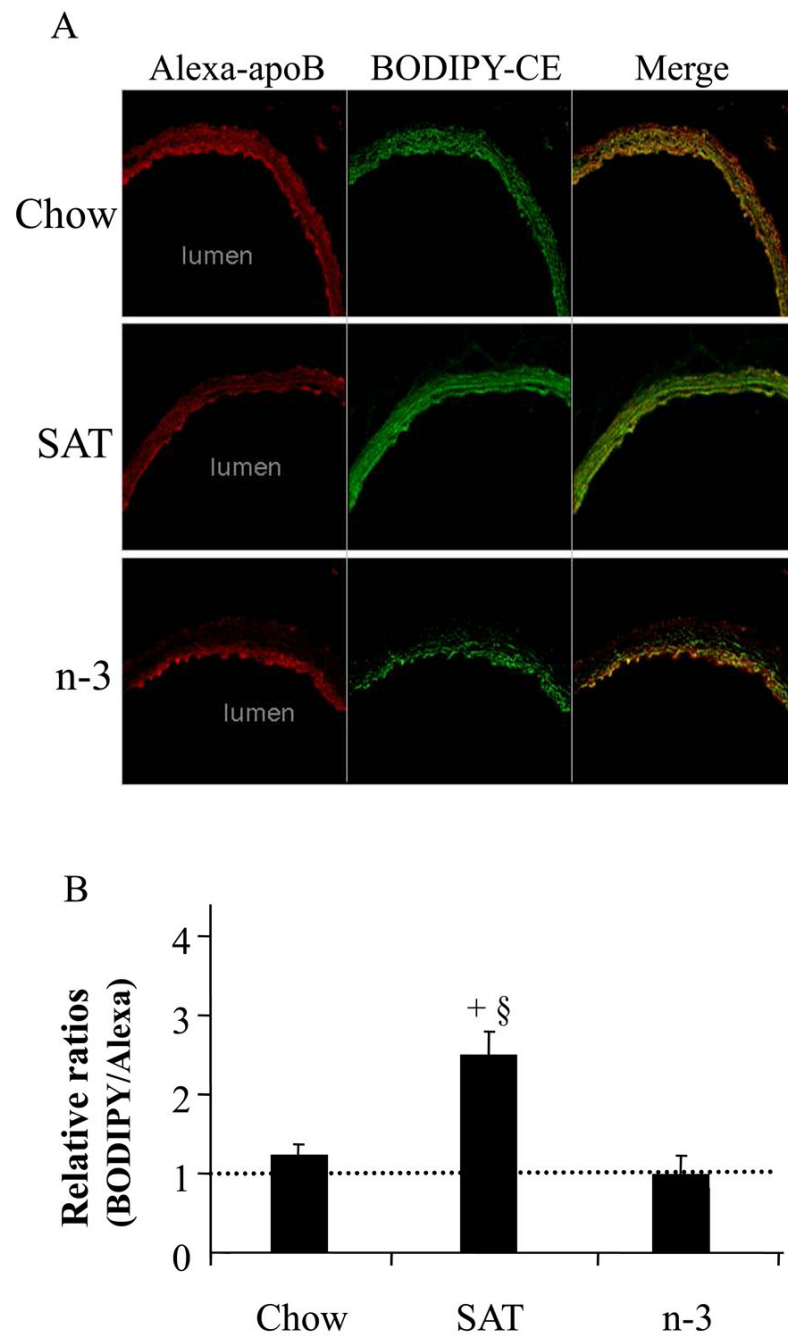 A
Alexa-apoB BODIPY-CE Merge
Chow
lumen
SAT
lumen
n-3
lumen
B
Relative ratios
(BODIPY/Alexa)
4
3
2
1
0
+ §
Chow SAT n-3